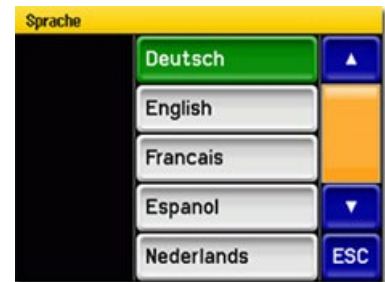 Sprache
Deutsch
▲
English
Francais
Espanol
▼
Nederlands
ESC